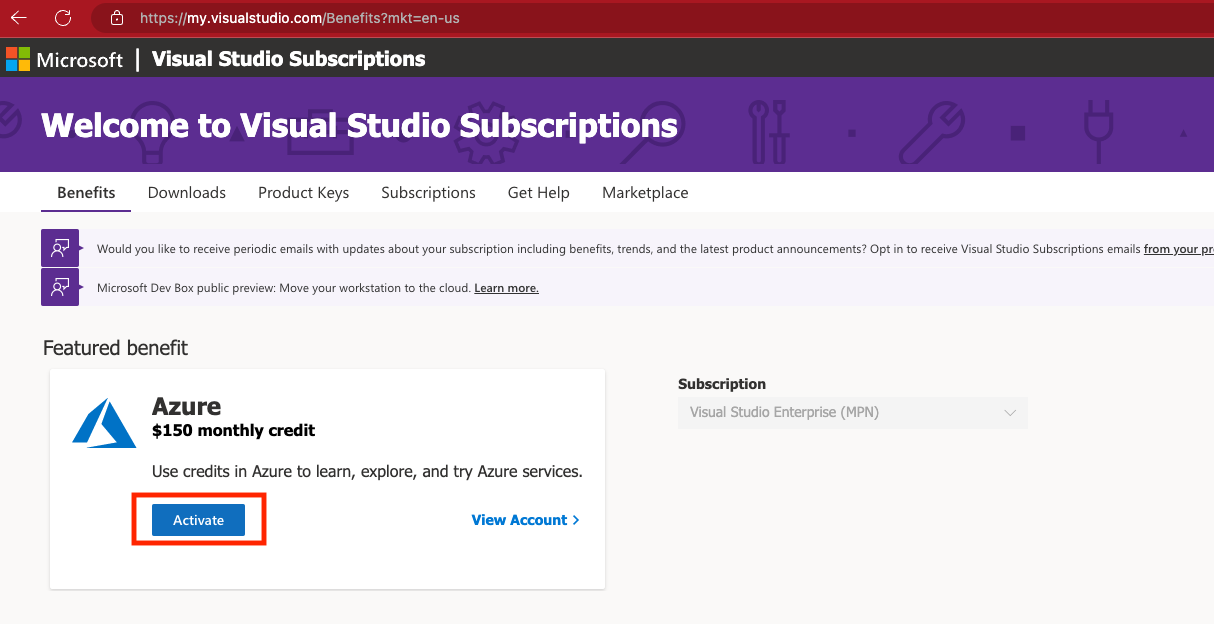 https://my.visualstudio.com/Benefits?mkt=en-us
Microsoft | Visual Studio Subscriptions
Welcome to Visual Studio Subscriptions
Benefits Downloads Product Keys Subscriptions Get Help Marketplace
Would you like to receive periodic emails with updates about your subscription including benefits, trends, and the latest product announcements? Opt in to receive Visual Studio Subscriptions emails from your pr
Microsoft Dev Box public preview: Move your workstation to the cloud. Learn more.
Featured benefit
Azure
$150 monthly credit
Use credits in Azure to learn, explore, and try Azure services.
Activate
View Account >
Subscription
Visual Studio Enterprise (MPN)